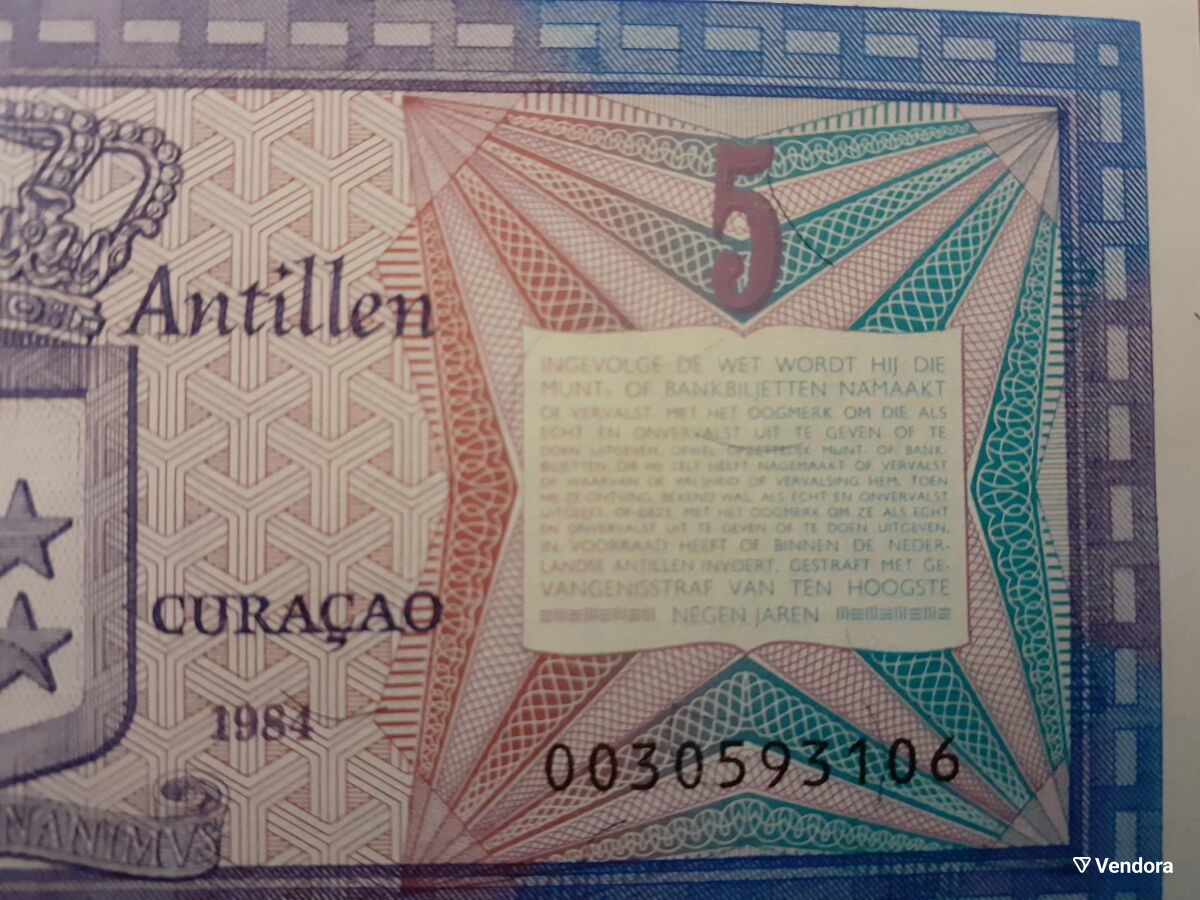 5
Antillen
INGEVOLGE DE WET WORDT HIJ DIE
MUNT- OF BANKBILJETTEN NAMAAKT
OF VERVALST, MET HET OOGMERK OM DIE ALS
ECHT EN ONVERVALST UIT TE GEVEN OF TE
DOEN UITGEVEN, OFWEL OPZETTELIJK MUNT- OF BANK-
BILJETTEN, DIE HIJ ZELF HEEFT NAGEMAAKT OF VERVALST
OF WAARVAN DE VALSHEID OF VERVALSING HEM, TOEN
HIJ ZE ONTVING, BEKEND WAS, ALS ECHT EN ONVERVALST
UITGEEFT, OF DEZE, MET HET OOGMERK OM ZE ALS ECHT
EN ONVERVALST UIT TE GEVEN OF TE DOEN UITGEVEN,
IN VOORRAAD HEEFT OF BINNEN DE NEDER-
LANDSE ANTILLEN INVOERT, GESTRAFT MET GE-
VANGENISSTRAF VAN TEN HOOGSTE
NEGEN JAREN
CURAÇAO
1984
0030593106
NANIMVS
Vendora